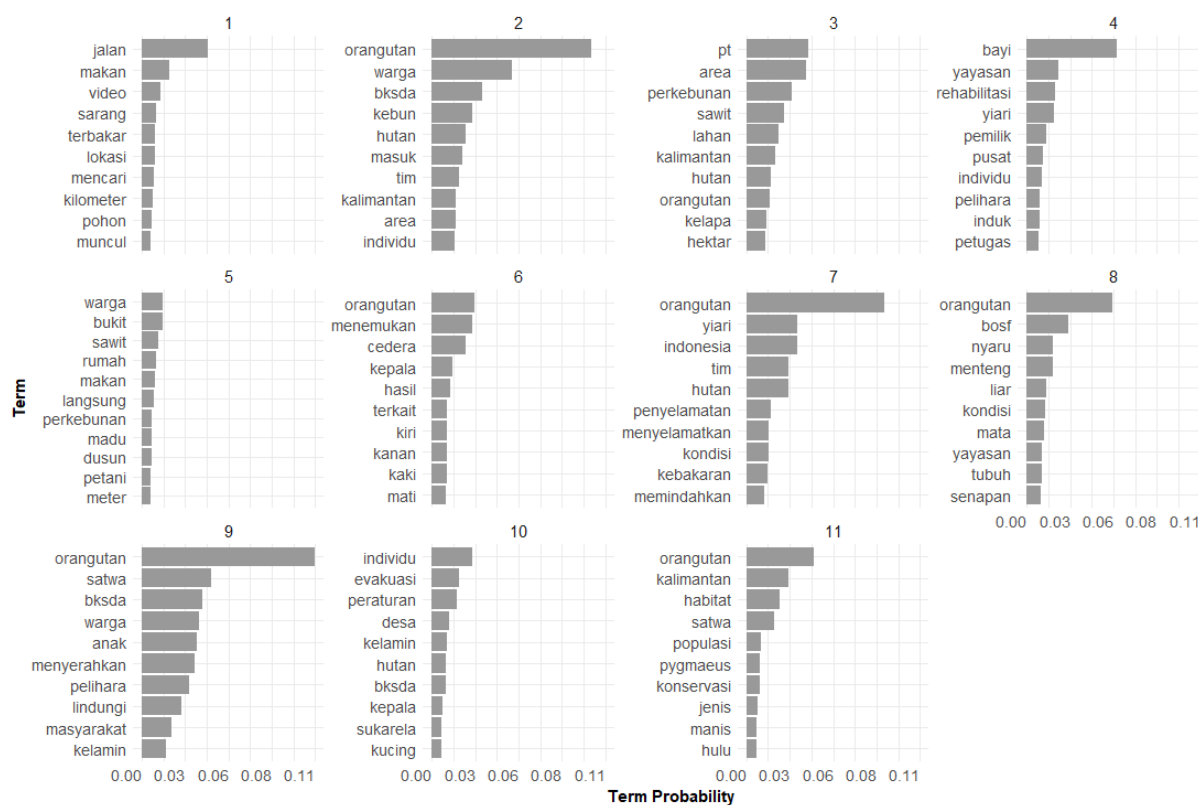 1
jalan
makan
video
sarang
terbakar
lokasi
mencari
kilometer
pohon
muncul
2
orangutan
warga
bksda
kebun
hutan
masuk
tim
kalimantan
area
individu
3
pt
area
perkebunan
sawit
lahan
kalimantan
hutan
orangutan
kelapa
hektar
4
bayi
yayasan
rehabilitasi
yiari
pemilik
pusat
individu
pelihara
induk
petugas
5
warga
bukit
sawit
rumah
makan
langsung
perkebunan
madu
dusun
petani
meter
6
orangutan
menemukan
cedera
kepala
hasil
terkait
kiri
kanan
kaki
mati
7
orangutan
yiari
indonesia
tim
hutan
penyelamatan
menyelamatkan
kondisi
kebakaran
memindahkan
8
orangutan
bosf
nyaru
menteng
liar
kondisi
mata
yayasan
tubuh
senapan
0.00 0.03 0.06 0.08 0.11
9
orangutan
satwa
bksda
warga
anak
menyerahkan
pelihara
lindungi
masyarakat
kelamin
0.00 0.03 0.06 0.08 0.11
10
individu
evakuasi
peraturan
desa
kelamin
hutan
bksda
kepala
sukarela
kucing
0.00 0.03 0.06 0.08 0.11
11
orangutan
kalimantan
habitat
satwa
populasi
pygmaeus
konservasi
jenis
manis
hulu
0.00 0.03 0.06 0.08 0.11
Term
Term Probability